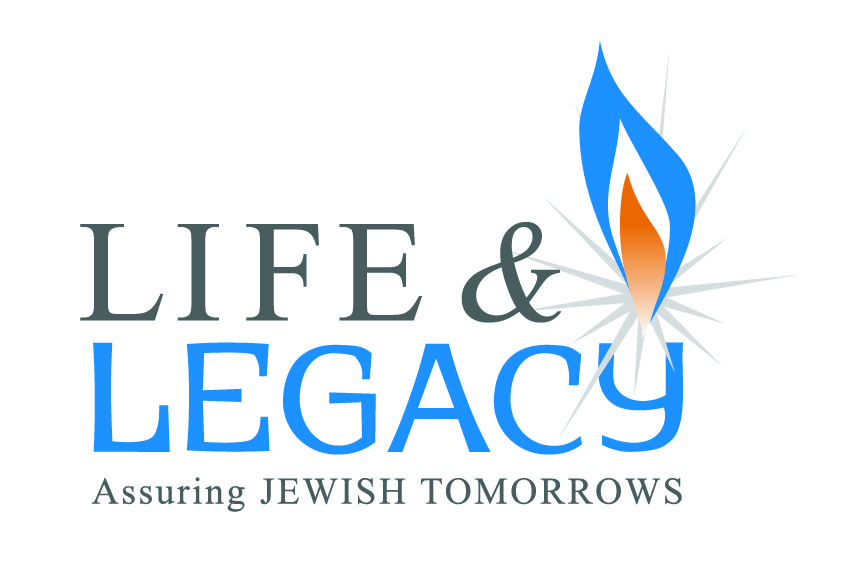 LIFE &
LEGACY
Assuring JEWISH TOMORROWS